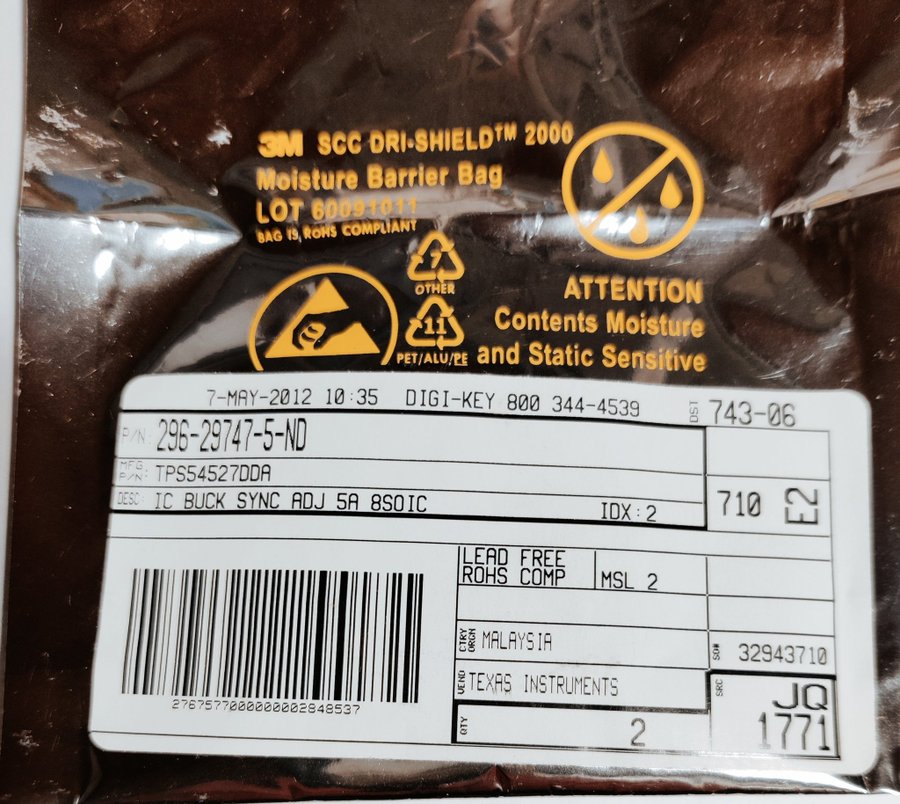 3M SCC DRI-SHIELD™ 2000
Moisture Barrier Bag
LOT 60091011
BAG IS ROHS COMPLIANT
7
OTHER
11
PET/ALU/PE
ATTENTION
Contents Moisture
and Static Sensitive
7-MAY-2012 10:35 DIGI-KEY 800 344-4539
DST 743-06
P/N: 296-29747-5-ND
MFG P/N: TPS54527DDA
DESC: IC BUCK SYNC ADJ 5A 8SOIC IDX:2
710 E2
LEAD FREE
ROHS COMP
MSL 2
CTRY ORGN MALAYSIA
SO# 32943710
VEND TEXAS INSTRUMENTS
SRC JQ
1771
QTY 2
2767577000000002848537